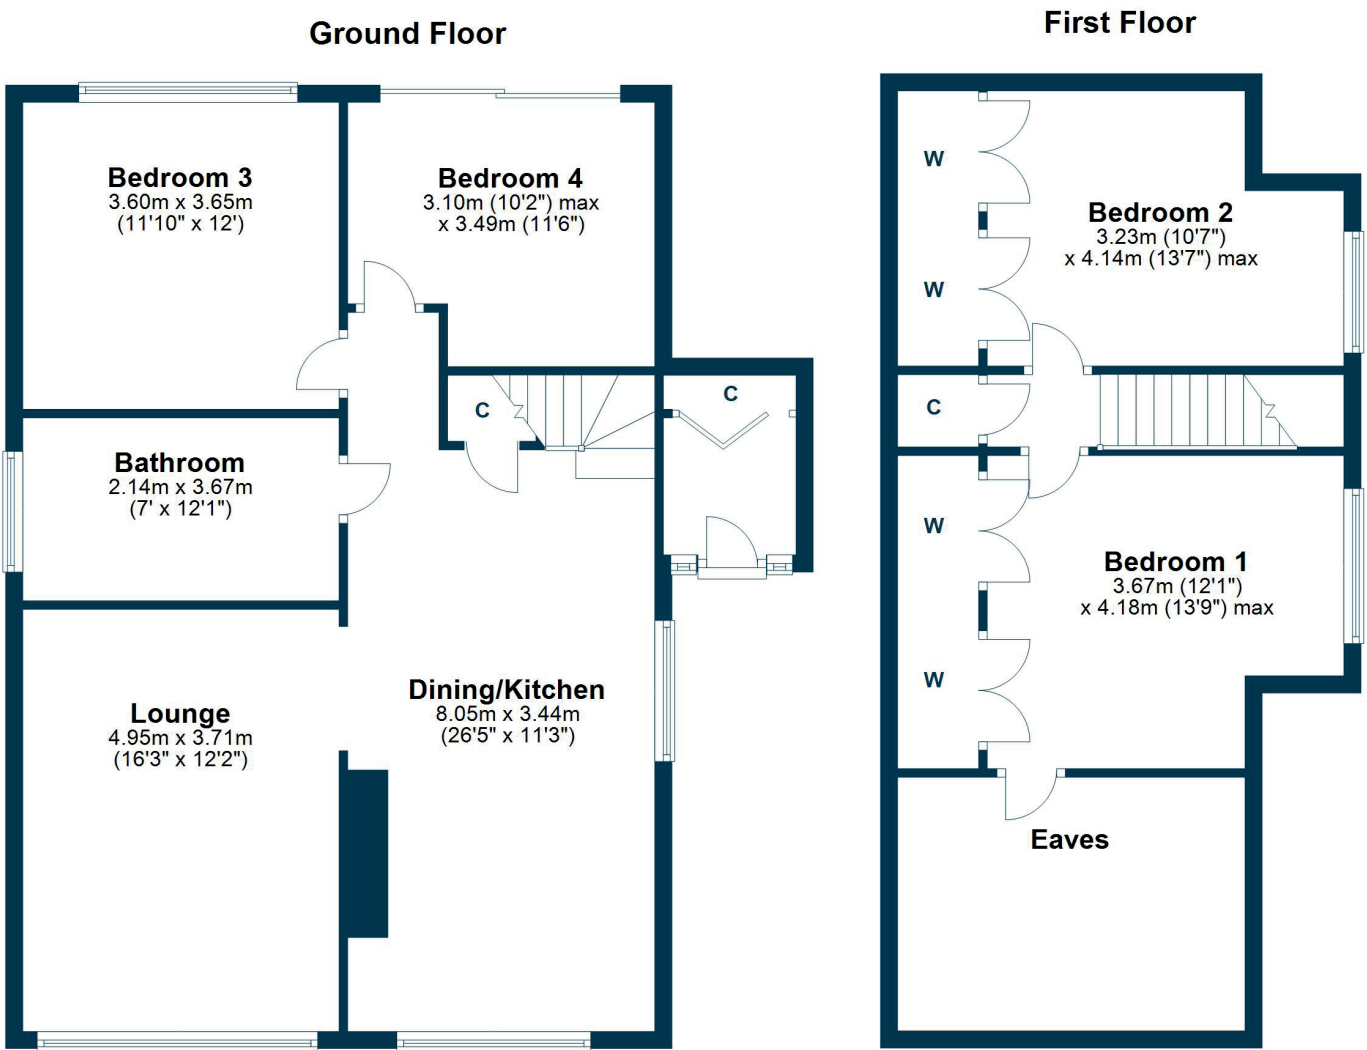 Ground Floor
Bedroom 3
3.60m x 3.65m
(11'10" x 12')
Bedroom 4
3.10m (10'2") max
x 3.49m (11'6")
C
C
Bathroom
2.14m x 3.67m
(7' x 12'1")
Lounge
4.95m x 3.71m
(16'3" x 12'2")
Dining/Kitchen
8.05m x 3.44m
(26'5" x 11'3")
First Floor
W
Bedroom 2
3.23m (10'7")
x 4.14m (13'7") max
W
C
W
Bedroom 1
3.67m (12'1")
x 4.18m (13'9") max
W
Eaves